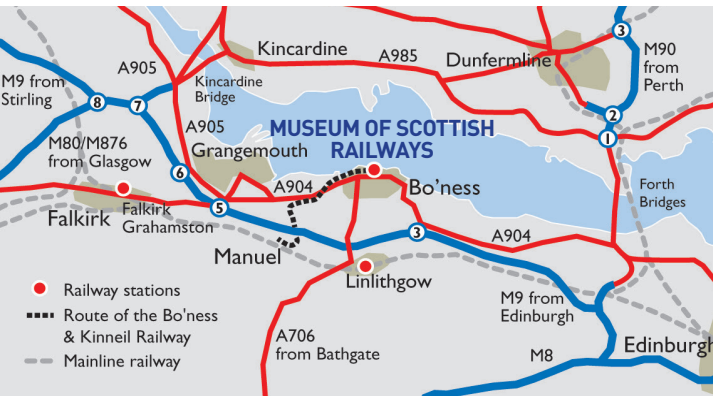 3
Kincardine
A985
Dunfermline
M90
from
Perth
A905
M9 from
Stirling
Kincardine
Bridge
8
7
2
1
A905
MUSEUM OF SCOTTISH
RAILWAYS
M80/M876
from Glasgow
Grangemouth
6
A904
Bo'ness
Forth
Bridges
5
Falkirk
Falkirk
Grahamston
3
A904
Manuel
Linlithgow
M9 from
Edinburgh
Railway stations
Route of the Bo'ness
& Kinneil Railway
Mainline railway
A706
from Bathgate
M8
Edinburgh